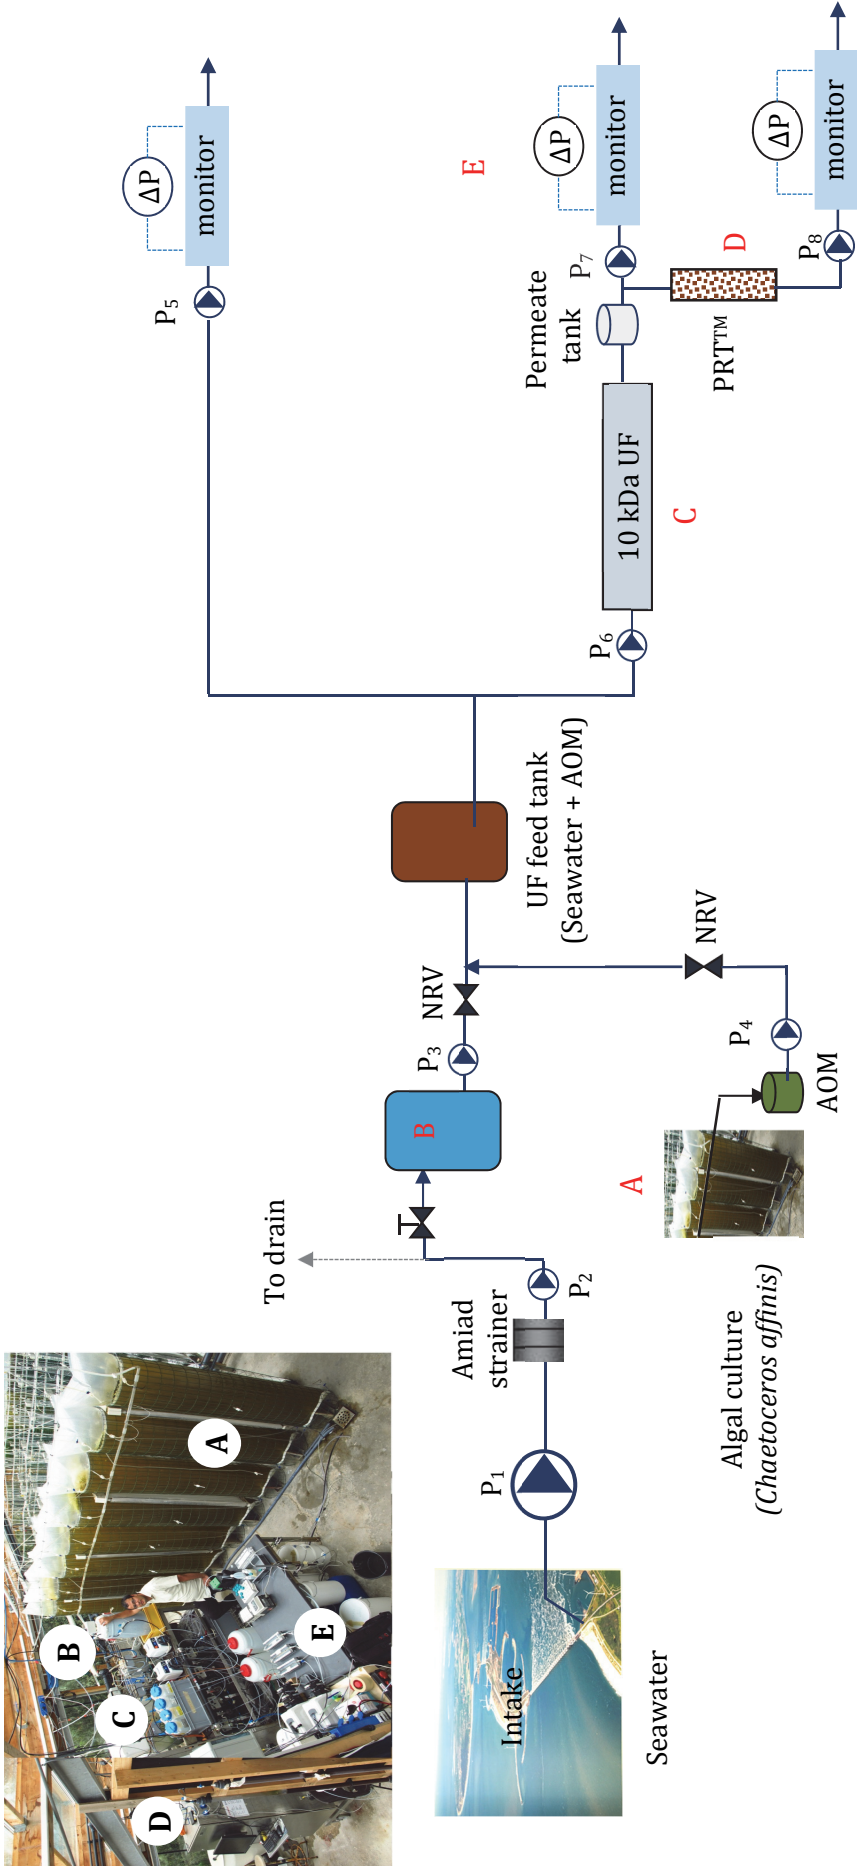 D
C
B
A
E
Intake
Seawater
P1
Amiad
strainer
P2
To drain
B
P3
NRV
Algal culture
(Chaetoceros affinis)
A
AOM
P4
NRV
UF feed tank
(Seawater + AOM)
P5
monitor
ΔP
P6
10 kDa UF
C
Permeate
tank
P7
monitor
ΔP
E
PRT™
D
P8
monitor
ΔP